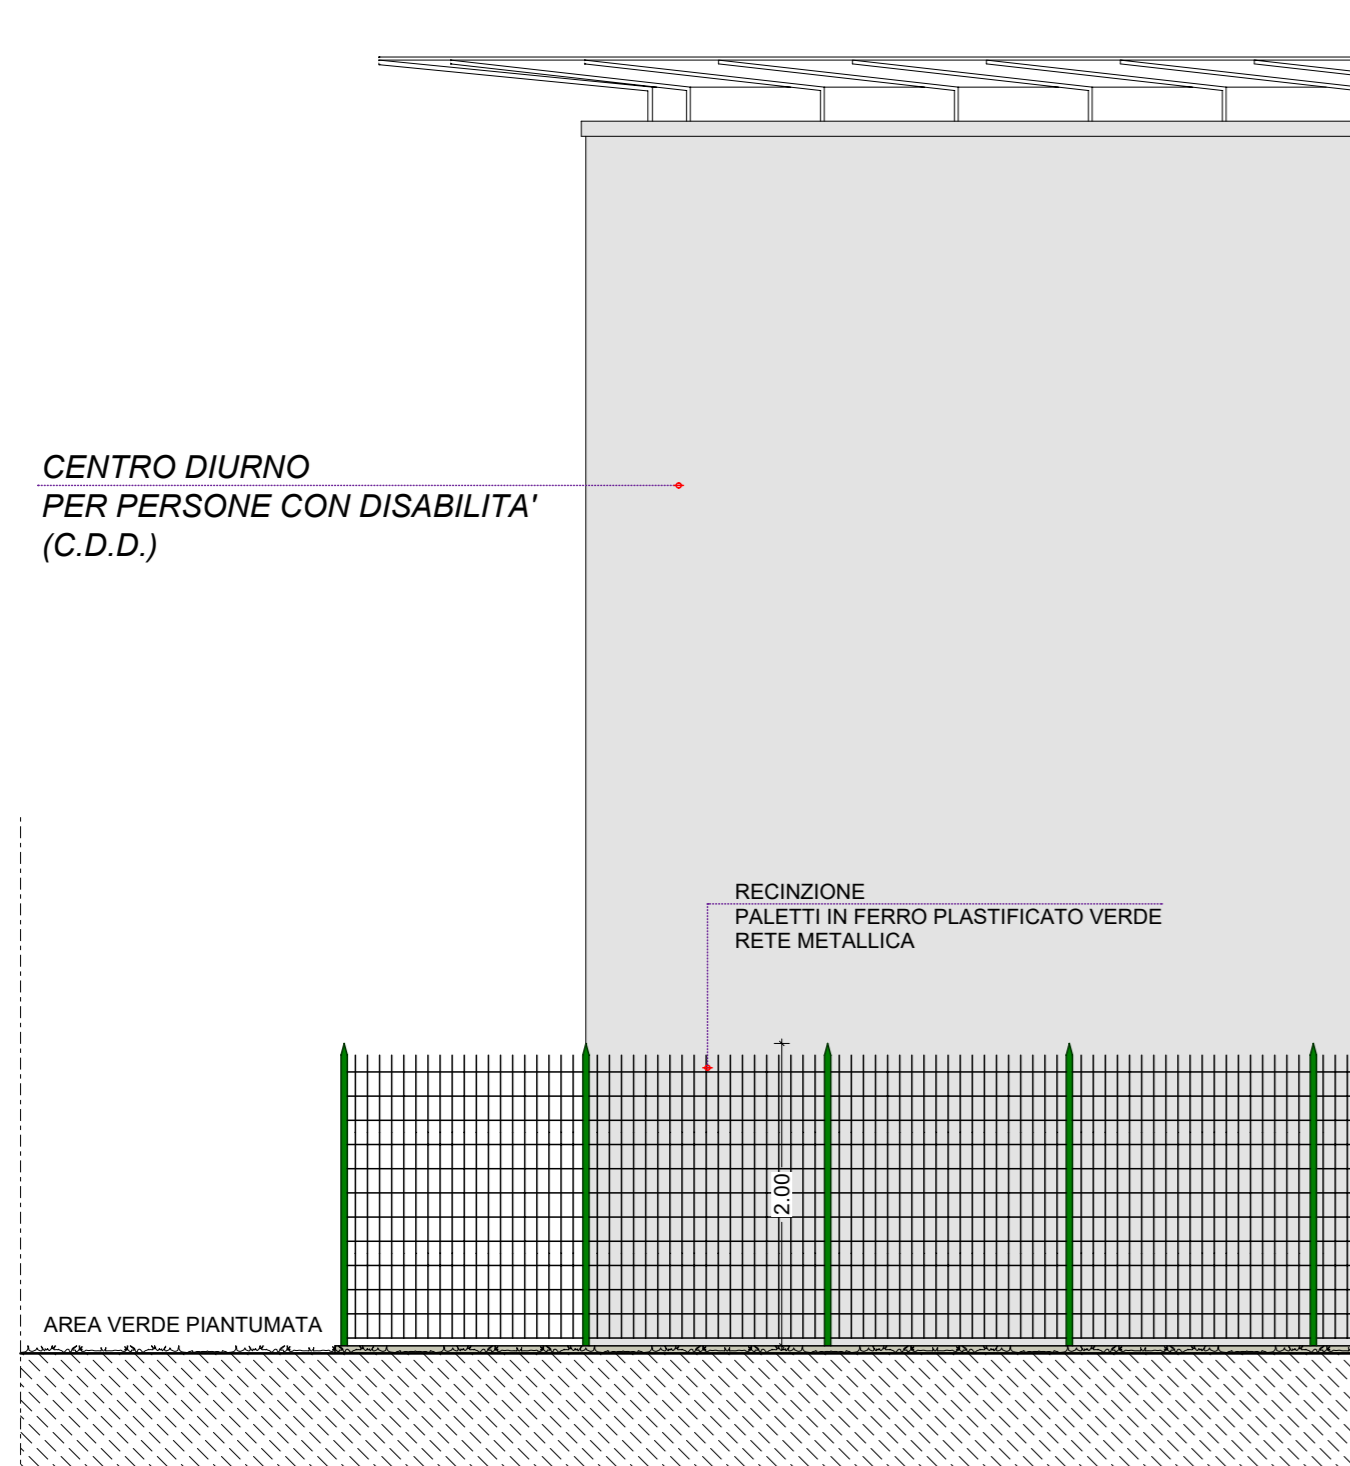 CENTRO DIURNO
PER PERSONE CON DISABILITA'
(C.D.D.)
RECINZIONE
PALETTI IN FERRO PLASTIFICATO VERDE
RETE METALLICA
2.00
AREA VERDE PIANTUMATA